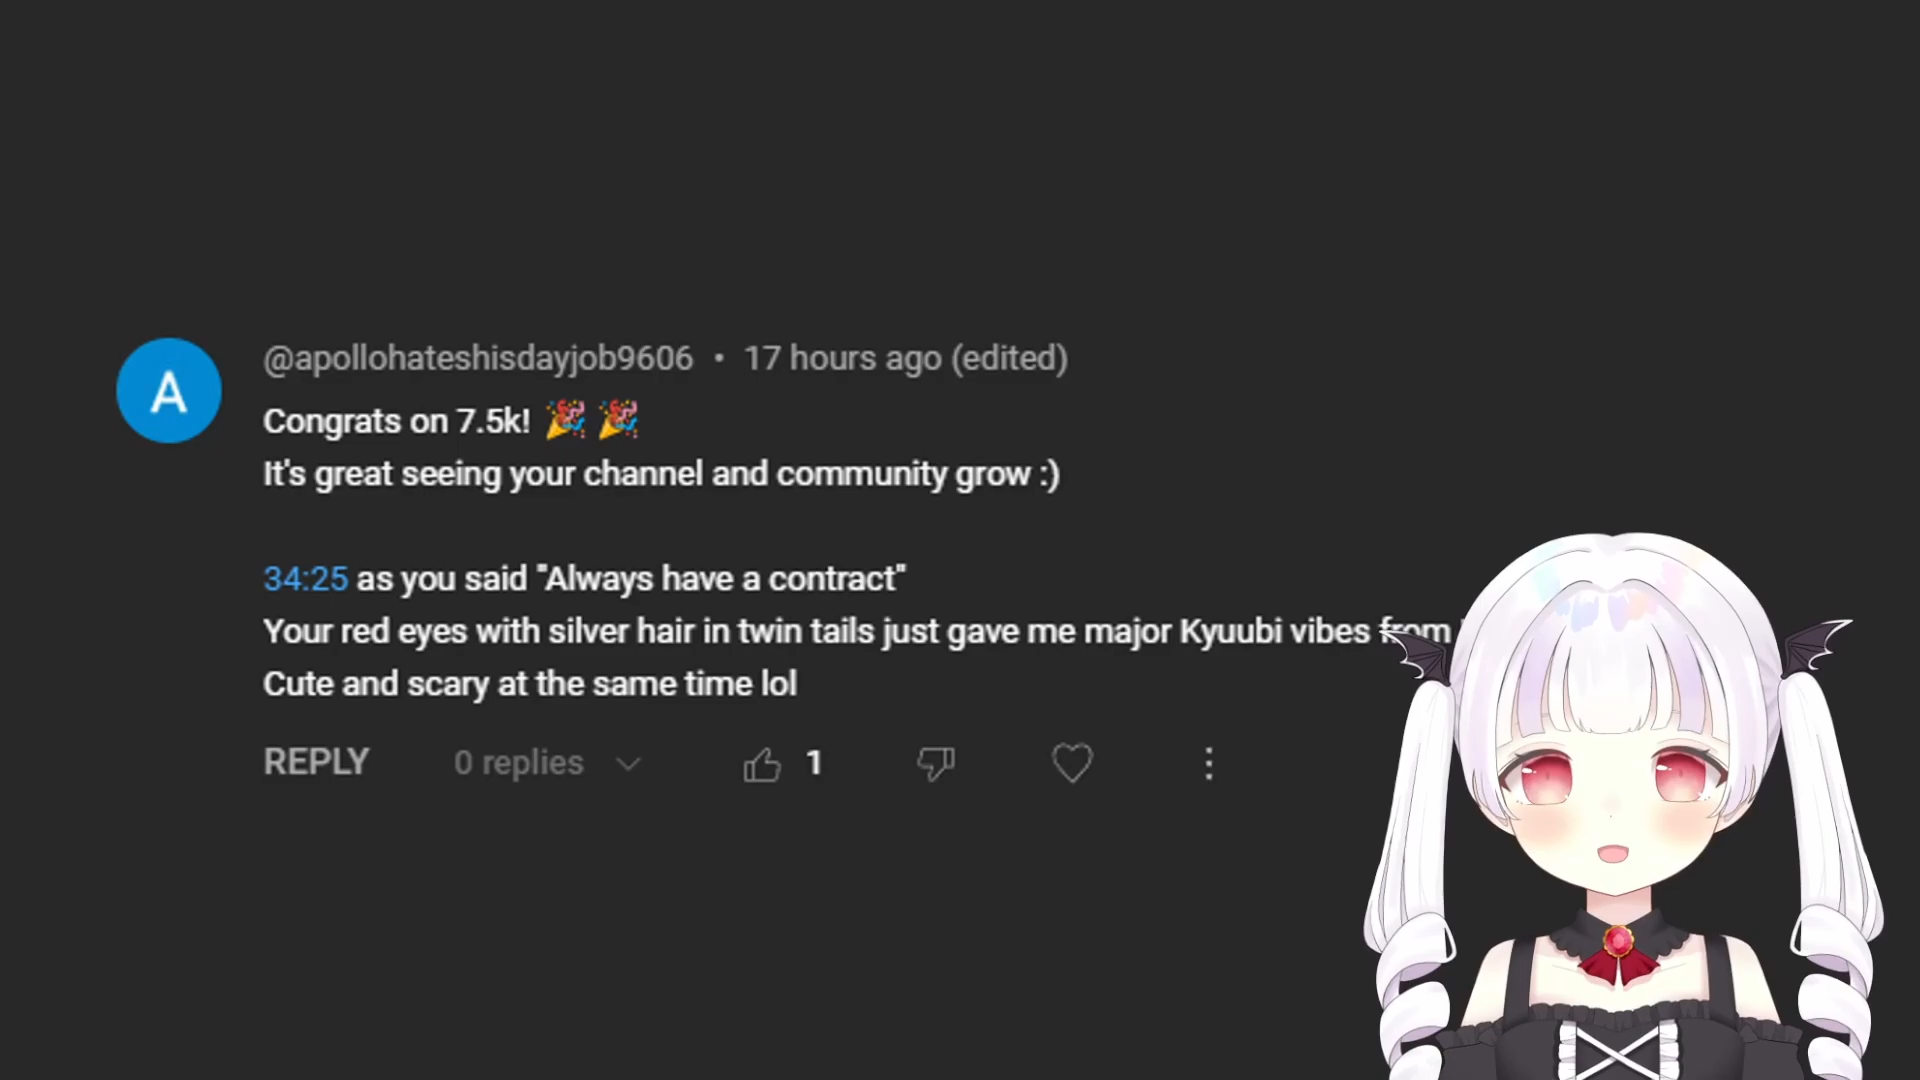 A
@apollohateshisdayjob9606 • 17 hours ago (edited)
Congrats on 7.5k! 🎉 🎉
It's great seeing your channel and community grow :)
34:25 as you said "Always have a contract"
Your red eyes with silver hair in twin tails just gave me major Kyuubi vibes from
Cute and scary at the same time lol
REPLY 0 replies 1